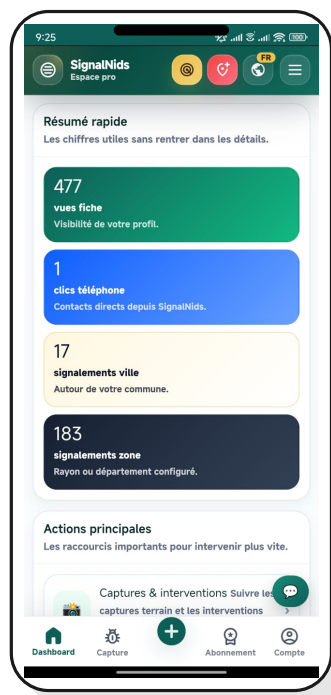 9:25
100
SignalNids
Espace pro
FR
Résumé rapide
Les chiffres utiles sans rentrer dans les détails.
477
vues fiche
Visibilité de votre profil.
1
clics téléphone
Contacts directs depuis SignalNids.
17
signalements ville
Autour de votre commune.
183
signalements zone
Rayon ou département configuré.
Actions principales
Les raccourcis importants pour intervenir plus vite.
Captures & interventions Suivre les
captures terrain et les interventions
Dashboard
Capture
Abonnement
Compte